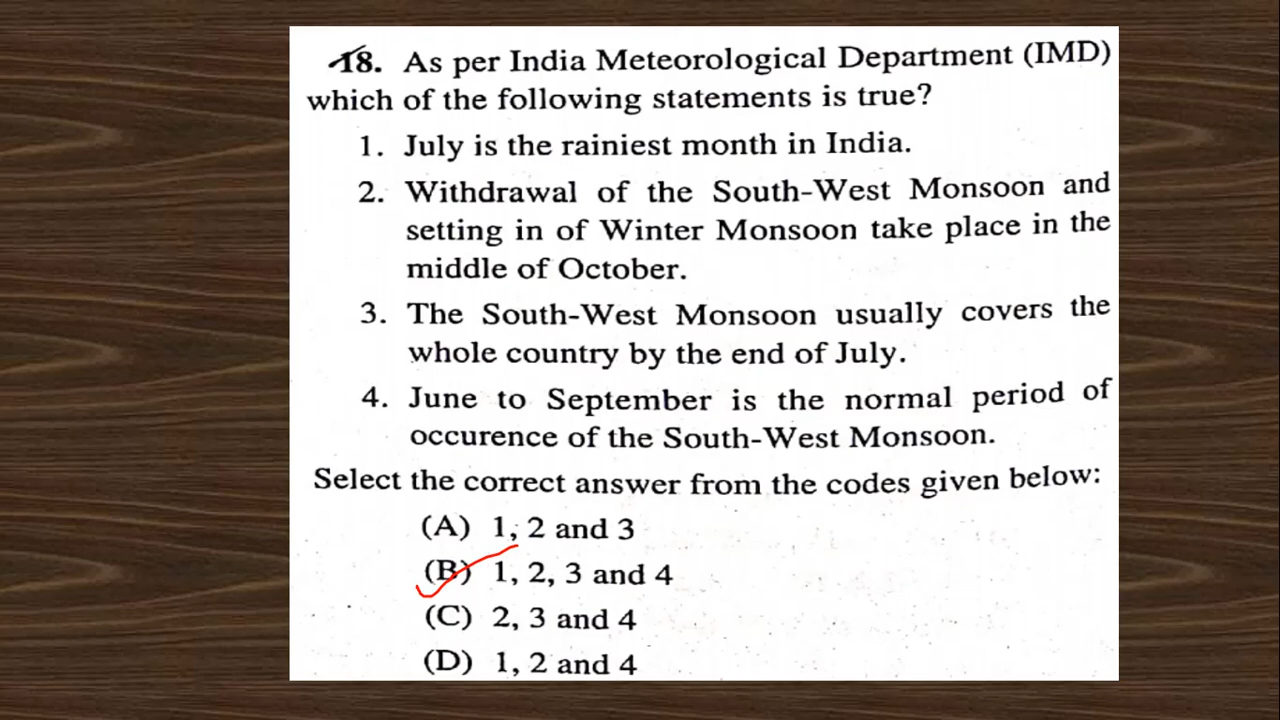 18. As per India Meteorological Department (IMD)
which of the following statements is true?
1. July is the rainiest month in India.
2. Withdrawal of the South-West Monsoon and
setting in of Winter Monsoon take place in the
middle of October.
3. The South-West Monsoon usually covers the
whole country by the end of July.
4. June to September is the normal period of
occurence of the South-West Monsoon.
Select the correct answer from the codes given below:
(A) 1, 2 and 3
(B) 1, 2, 3 and 4
(C) 2, 3 and 4
(D) 1, 2 and 4